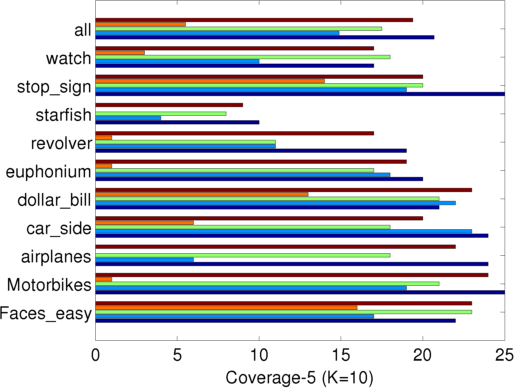 all
watch
stop_sign
starfish
revolver
euphonium
dollar_bill
car_side
airplanes
Motorbikes
Faces_easy
0 5 10 15 20 25
Coverage-5 (K=10)